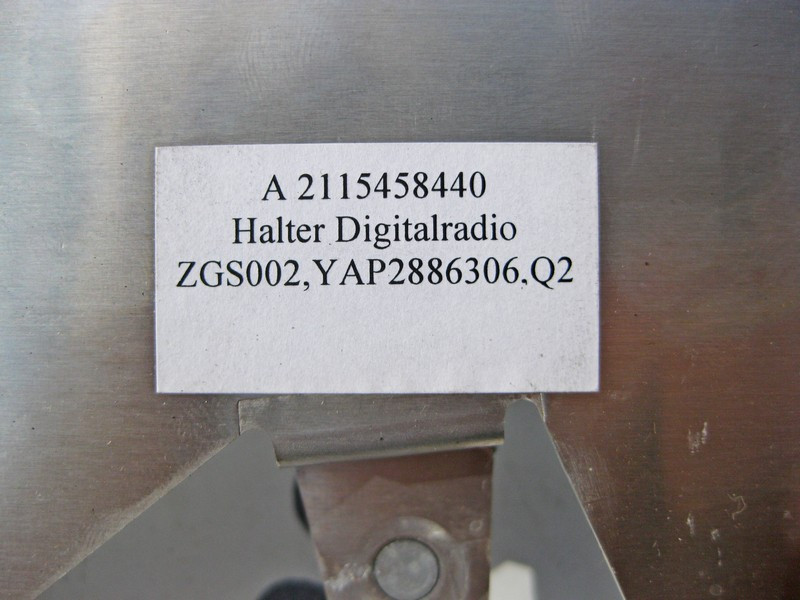 A 2115458440
Halter Digitalradio
ZGS002,YAP2886306,Q2